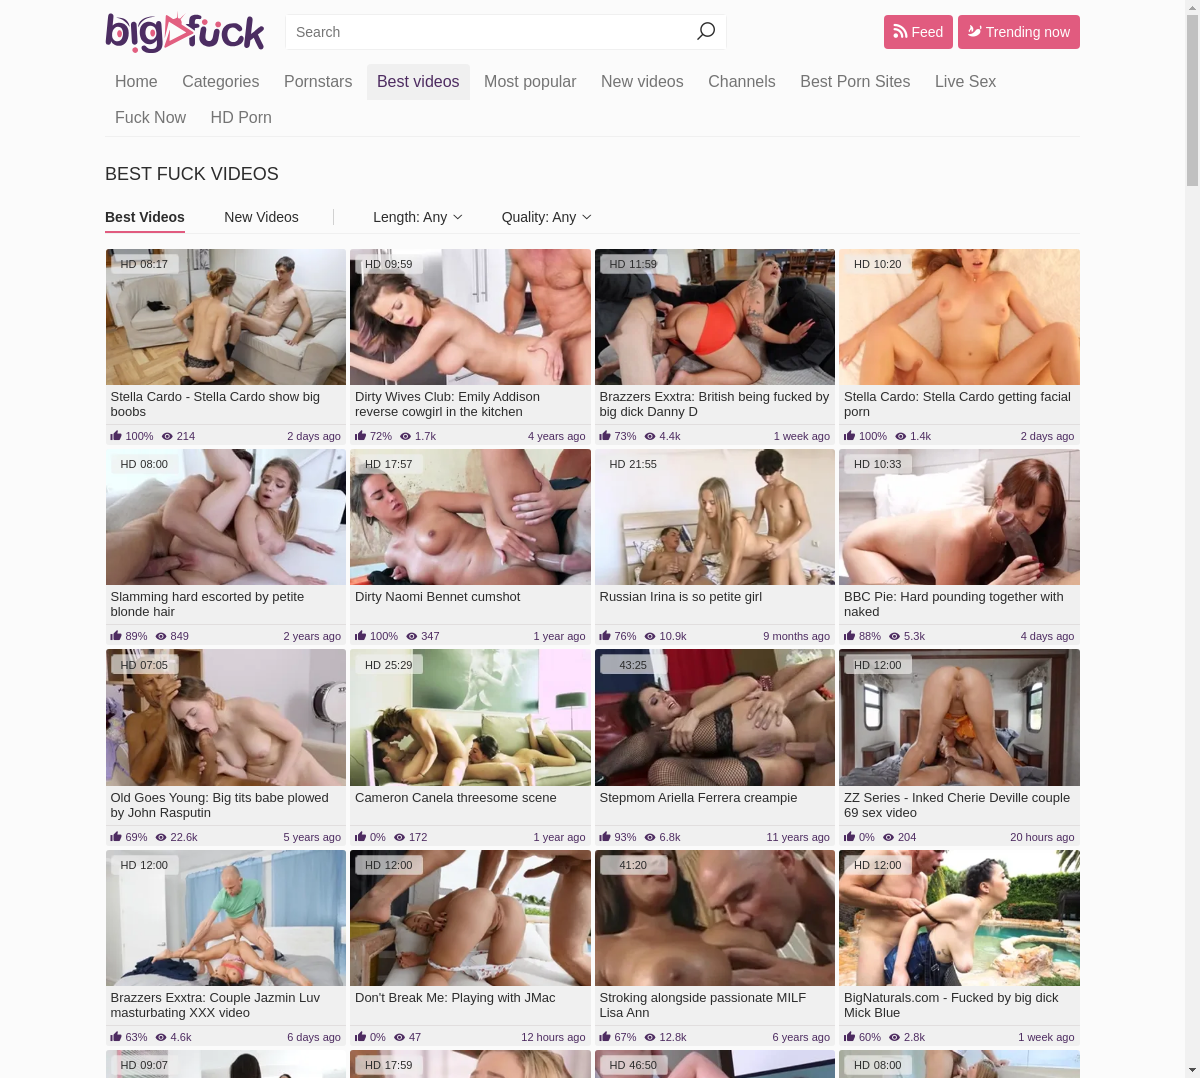 bigfuck
Search
Feed
Trending now
Home Categories Pornstars Best videos Most popular New videos Channels Best Porn Sites Live Sex
Fuck Now HD Porn
BEST FUCK VIDEOS
Best Videos New Videos Length: Any Quality: Any
HD 08:17
Stella Cardo - Stella Cardo show big
boobs
100% 214 2 days ago
HD 09:59
Dirty Wives Club: Emily Addison
reverse cowgirl in the kitchen
72% 1.7k 4 years ago
HD 11:59
Brazzers Exxtra: British being fucked by
big dick Danny D
73% 4.4k 1 week ago
HD 10:20
Stella Cardo: Stella Cardo getting facial
porn
100% 1.4k 2 days ago
HD 08:00
Slamming hard escorted by petite
blonde hair
89% 849 2 years ago
HD 17:57
Dirty Naomi Bennet cumshot
100% 347 1 year ago
HD 21:55
Russian Irina is so petite girl
76% 10.9k 9 months ago
HD 10:33
BBC Pie: Hard pounding together with
naked
88% 5.3k 4 days ago
HD 07:05
Old Goes Young: Big tits babe plowed
by John Rasputin
69% 22.6k 5 years ago
HD 25:29
Cameron Canela threesome scene
0% 172 1 year ago
43:25
Stepmom Ariella Ferrera creampie
93% 6.8k 11 years ago
HD 12:00
ZZ Series - Inked Cherie Deville couple
69 sex video
0% 204 20 hours ago
HD 12:00
Brazzers Exxtra: Couple Jazmin Luv
masturbating XXX video
63% 4.6k 6 days ago
HD 12:00
Don't Break Me: Playing with JMac
0% 47 12 hours ago
41:20
Stroking alongside passionate MILF
Lisa Ann
67% 12.8k 6 years ago
HD 12:00
BigNaturals.com - Fucked by big dick
Mick Blue
60% 2.8k 1 week ago
HD 09:07
HD 17:59
HD 46:50
HD 08:00